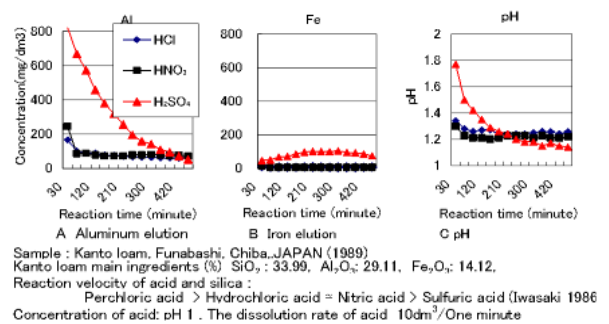 Al
Fe
pH
Concentration(mg/dm3)
800
600
400
200
0
HCl
HNO₃
H₂SO₄
800
600
400
200
0
pH
2
1.8
1.6
1.4
1.2
1
30 120 210 300 420
30 120 210 300 420
30 120 210 300 420
Reaction time (minute) Reaction time (minute) Reaction time (minute)
A Aluminum elution B Iron elution C pH
Sample : Kanto loam, Funabashi, Chiba,JAPAN (1989)
Kanto loam main ingredients (%) SiO₂ : 33.99, Al₂O₃: 29.11, Fe₂O₃: 14.12,
Reaction velocity of acid and silica :
Perchloric acid > Hydrochloric acid = Nitric acid > Sulfuric acid (Iwasaki 1986
Concentration of acid: pH 1 . The dissolution rate of acid 10dm³/One minute